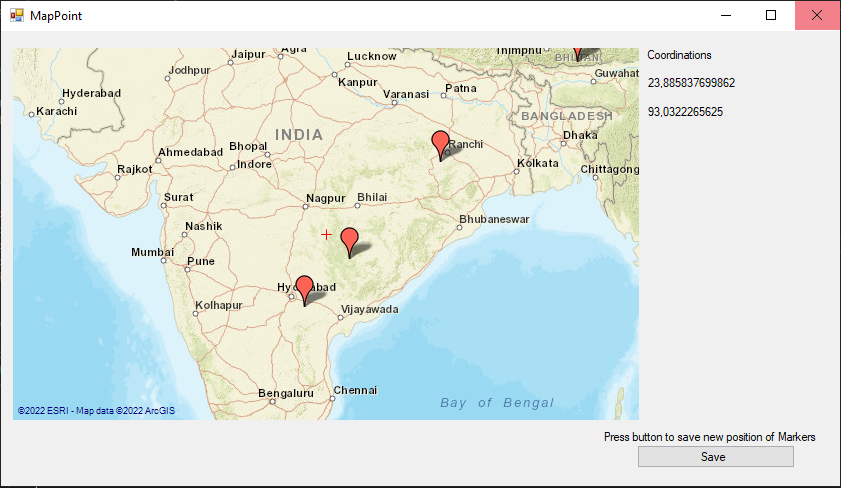 MapPoint
Agra
Jaipur
Lucknow
Thimphu
BHUTAN
Jodhpur
Kanpur
Guwahat
Hyderabad
Karachi
Varanasi
Patna
BANGLADESH
INDIA
Dhaka
Bhopal
Ranchi
Ahmedabad
Indore
Kolkata
Rajkot
Chittagong
Surat
Nagpur
Bhilai
Nashik
Bhubaneswar
Mumbai
Pune
Kolhapur
Vijayawada
Bengaluru
Chennai
Bay of Bengal
©2022 ESRI - Map data ©2022 ArcGIS
Coordinations
23,885837699862
93,0322265625
Press button to save new position of Markers
Save